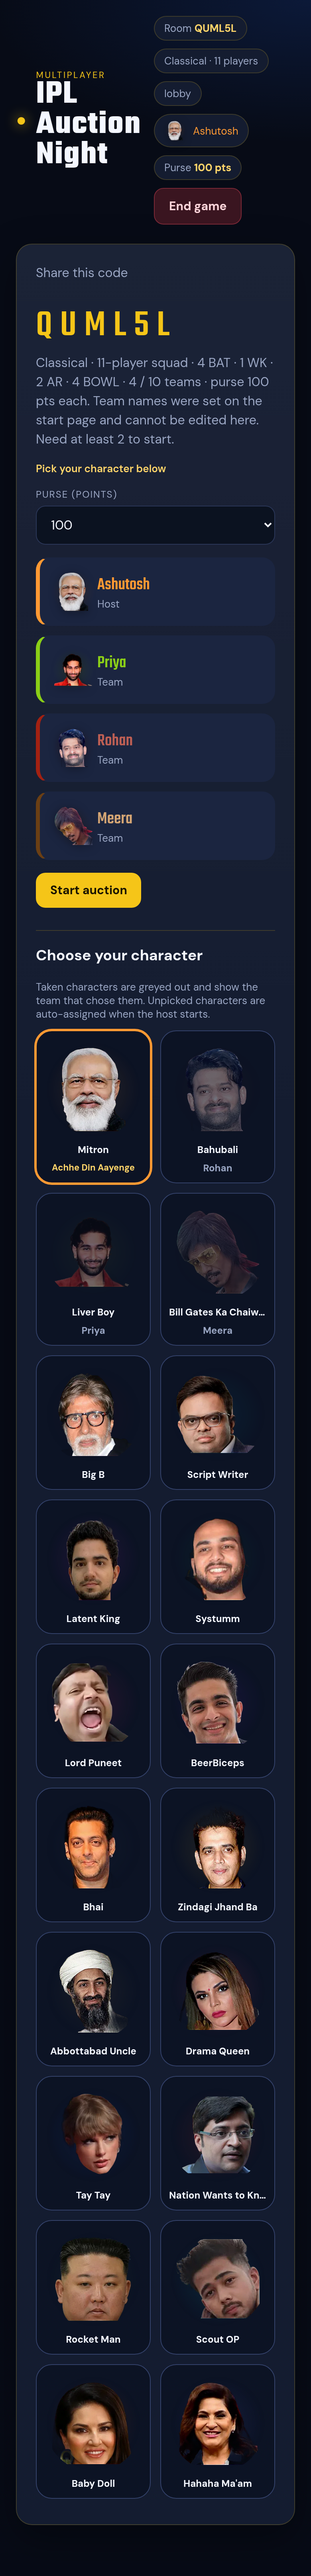 MULTIPLAYER
IPL
Auction
Night
Room QUML5L
Classical · 11 players
lobby
Ashutosh
Purse 100 pts
End game
Share this code
QUML5L
Classical · 11-player squad · 4 BAT · 1 WK ·
2 AR · 4 BOWL · 4 / 10 teams · purse 100
pts each. Team names were set on the
start page and cannot be edited here.
Need at least 2 to start.
Pick your character below
PURSE (POINTS)
100
Ashutosh
Host
Priya
Team
Rohan
Team
Meera
Team
Start auction
Choose your character
Taken characters are greyed out and show the
team that chose them. Unpicked characters are
auto-assigned when the host starts.
Mitron
Achhe Din Aayenge
Bahubali
Rohan
Liver Boy
Priya
Bill Gates Ka Chaiw...
Meera
Big B
Script Writer
Latent King
Systumm
Lord Puneet
BeerBiceps
Bhai
Zindagi Jhand Ba
Abbottabad Uncle
Drama Queen
Tay Tay
Nation Wants to Kn...
Rocket Man
Scout OP
Baby Doll
Hahaha Ma'am